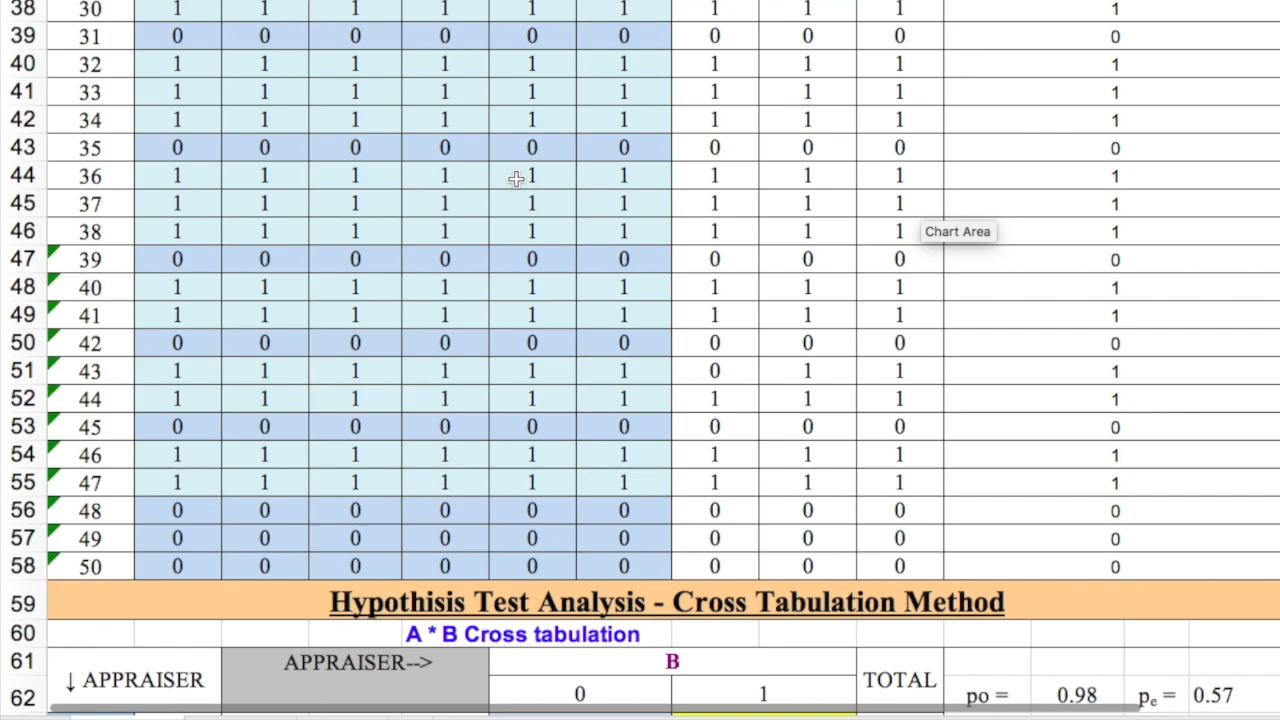 38 30 1 1 1 1 1 1 1 1 1 1
39 31 0 0 0 0 0 0 0 0 0 0
40 32 1 1 1 1 1 1 1 1 1 1
41 33 1 1 1 1 1 1 1 1 1 1
42 34 1 1 1 1 1 1 1 1 1 1
43 35 0 0 0 0 0 0 0 0 0 0
44 36 1 1 1 1 1 1 1 1 1 1
45 37 1 1 1 1 1 1 1 1 1 1
46 38 1 1 1 1 1 1 1 1 1 Chart Area 1
47 39 0 0 0 0 0 0 0 0 0 0
48 40 1 1 1 1 1 1 1 1 1 1
49 41 1 1 1 1 1 1 1 1 1 1
50 42 0 0 0 0 0 0 0 0 0 0
51 43 1 1 1 1 1 1 0 1 1 1
52 44 1 1 1 1 1 1 1 1 1 1
53 45 0 0 0 0 0 0 0 0 0 0
54 46 1 1 1 1 1 1 1 1 1 1
55 47 1 1 1 1 1 1 1 1 1 1
56 48 0 0 0 0 0 0 0 0 0 0
57 49 0 0 0 0 0 0 0 0 0 0
58 50 0 0 0 0 0 0 0 0 0 0
59 Hypothisis Test Analysis - Cross Tabulation Method
60 A * B Cross tabulation
61 APPRAISER--> B
↓ APPRAISER TOTAL
62 0 1 po = 0.98 pe = 0.57